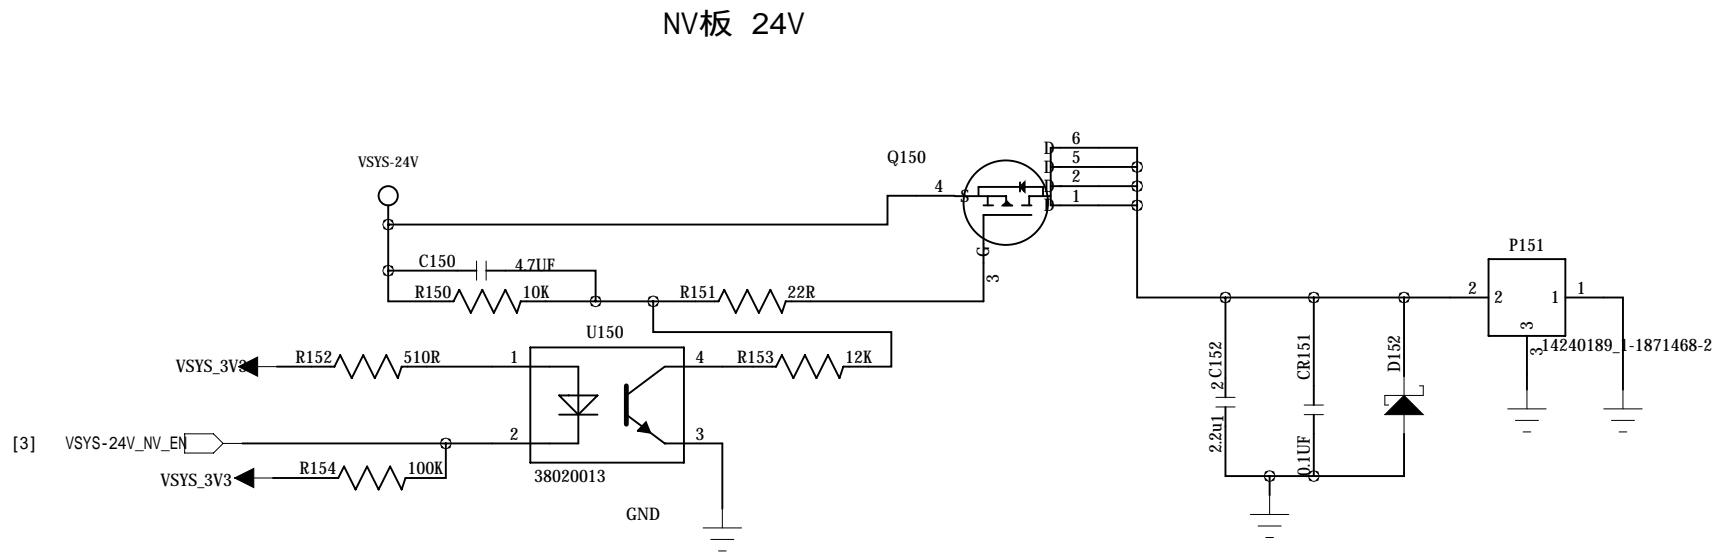 NV板 24V
VSYS-24V
Q150
4
S
D
6
D
5
D
2
D
1
G
3
C150
4.7UF
R150
10K
R151
22R
U150
VSYS_3V3
R152
510R
1
4
R153
12K
[3]
VSYS-24V_NV_EN
2
3
VSYS_3V3
R154
100K
38020013
GND
C152
2
2.2u1
CR151
0.1UF
D152
P151
2
2
1
1
3
3
14240189_1-1871468-2